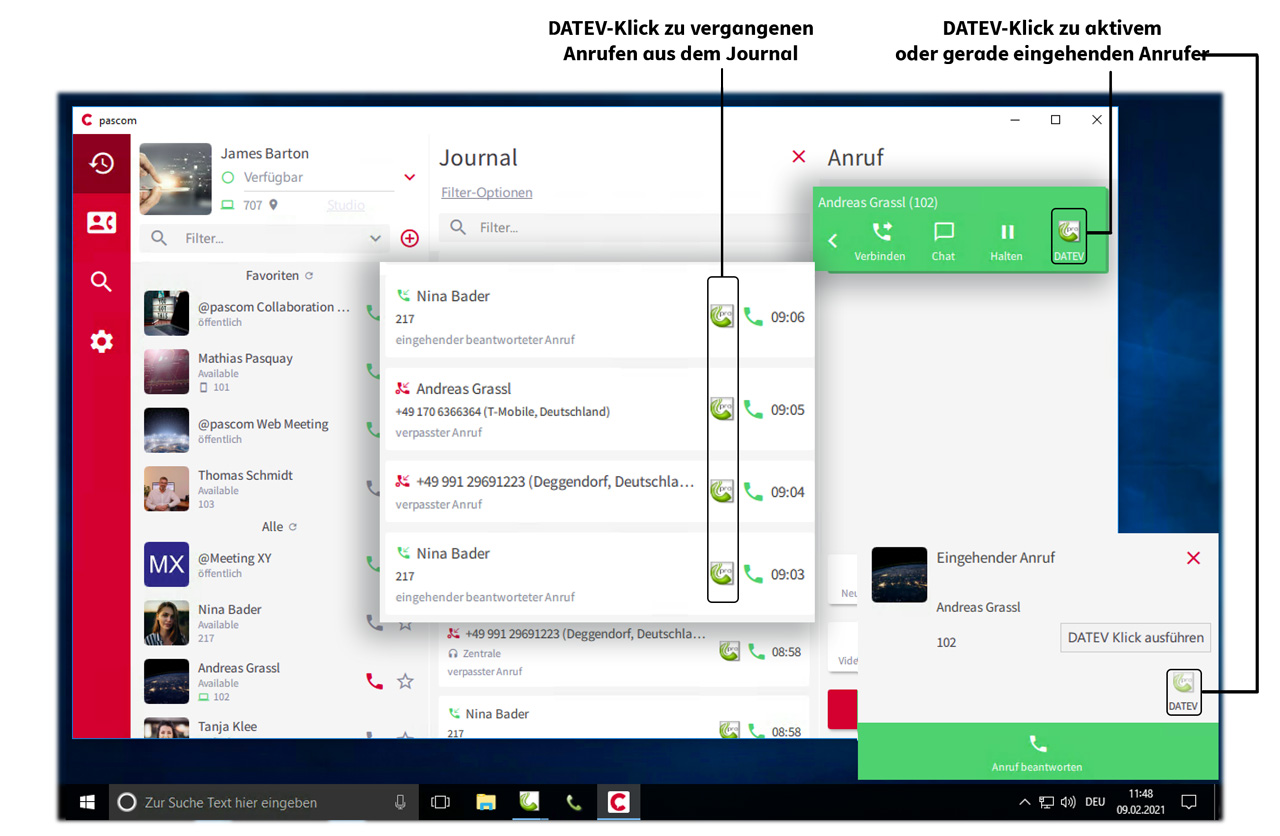 DATEV-Klick zu vergangenen
Anrufen aus dem Journal
DATEV-Klick zu aktivem
oder gerade eingehenden Anrufer
pascom
James Barton
Verfügbar
707
Studio
Filter...
Favoriten
@pascom Collaboration ...
öffentlich
Mathias Pasquay
Available
101
@pascom Web Meeting
öffentlich
Thomas Schmidt
Available
103
Alle
MX
@Meeting XY
öffentlich
Nina Bader
Available
217
Andreas Grassl
Available
102
Tanja Klee
Journal
Filter-Optionen
Filter...
Nina Bader
217
eingehender beantworteter Anruf
09:06
Andreas Grassl
+49 170 6366364 (T-Mobile, Deutschland)
verpasster Anruf
09:05
+49 991 29691223 (Deggendorf, Deutschla...
verpasster Anruf
09:04
Nina Bader
217
eingehender beantworteter Anruf
09:03
+49 991 29691223 (Deggendorf, Deutschla...
Zentrale
verpasster Anruf
08:58
Nina Bader
217
08:58
Anruf
Andreas Grassl (102)
Verbinden
Chat
Halten
pro
DATEV
Neu
Vide
Eingehender Anruf
Andreas Grassl
102
DATEV Klick ausführen
DATEV
Anruf beantworten
Zur Suche Text hier eingeben
DEU
11:48
09.02.2021